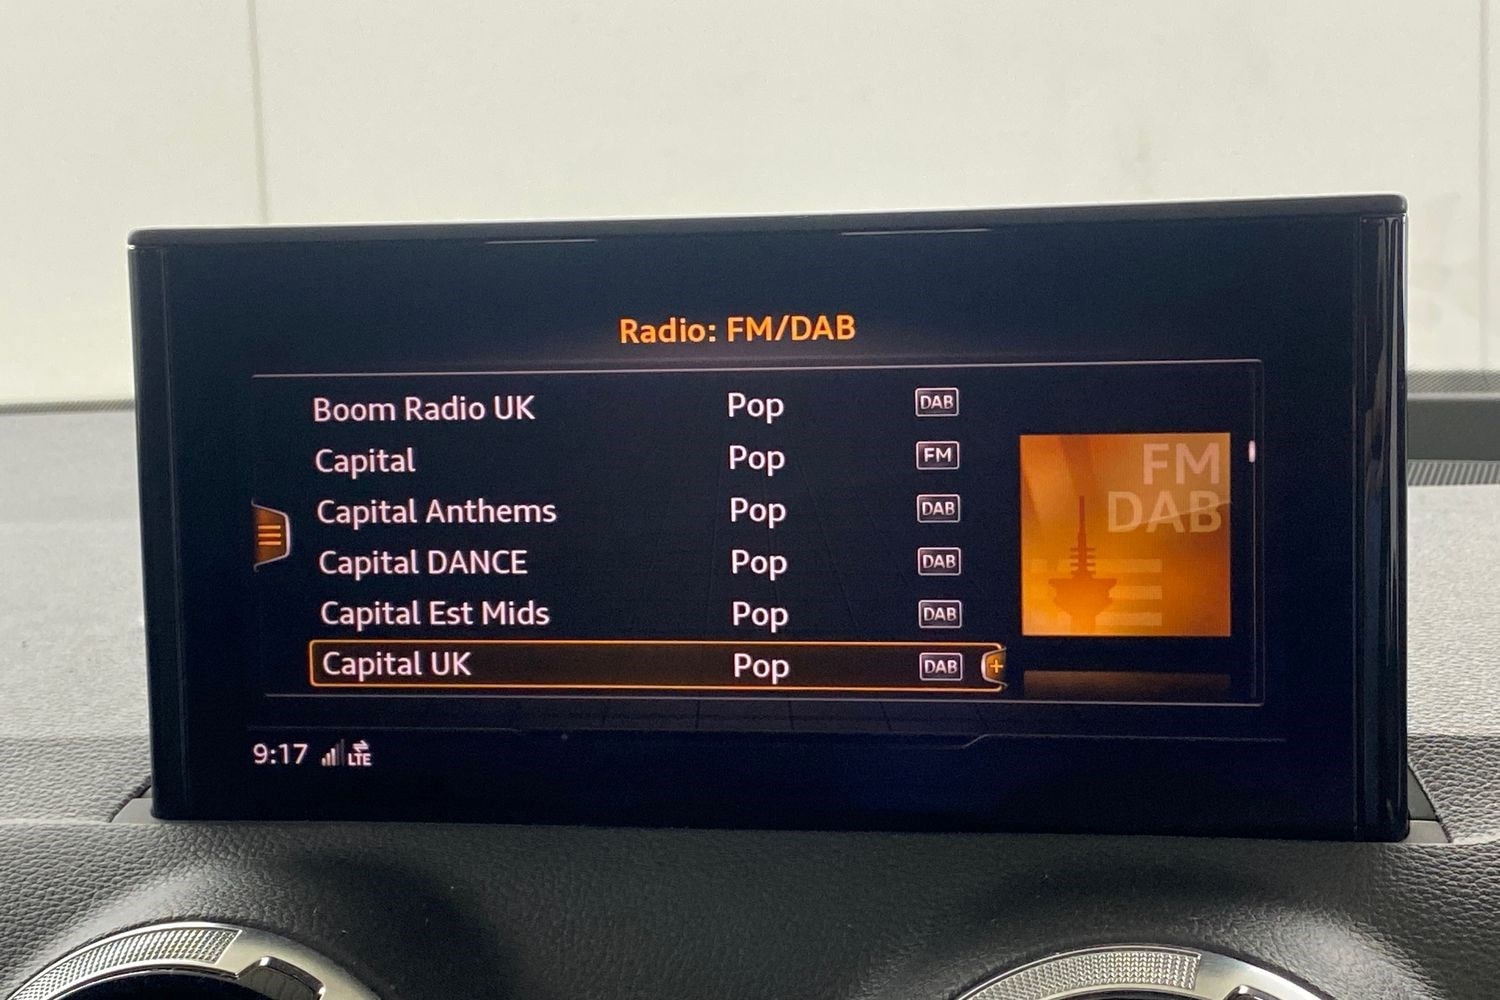 Radio: FM/DAB
Boom Radio UK Pop DAB
Capital Pop FM
Capital Anthems Pop DAB
Capital DANCE Pop DAB
Capital Est Mids Pop DAB
Capital UK Pop DAB +
FM
DAB
9:17 LTE